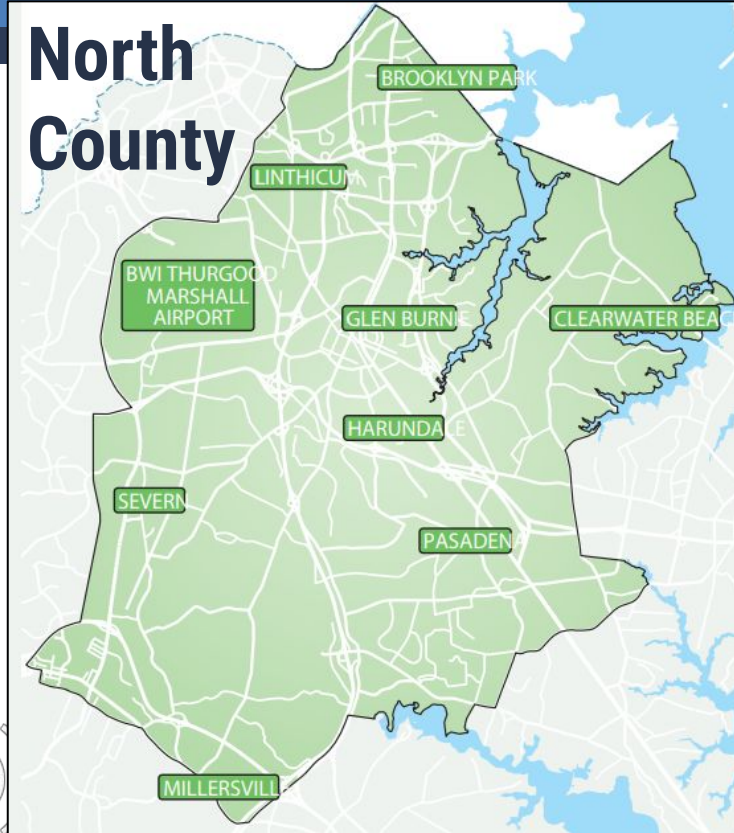 North
County
BROOKLYN PARK
LINTHICUM
BWI THURGOOD
MARSHALL
AIRPORT
GLEN BURNIE
CLEARWATER BEAC
HARUNDALE
SEVERN
PASADENA
MILLERSVILLE